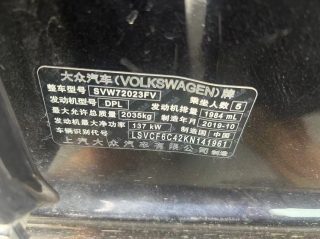 大众汽车(VOLKSWAGEN)牌
整车型号 SVW72023FV 乘坐人数 5
发动机型号 DPL 发动机排量 1984 mL
最大允许总质量 2035kg 制造年月 2019-10
发动机最大净功率 137 kW 制造国 中国
车辆识别代号 LSVCF6C42KN141961
上汽大众汽车有限公司 制造